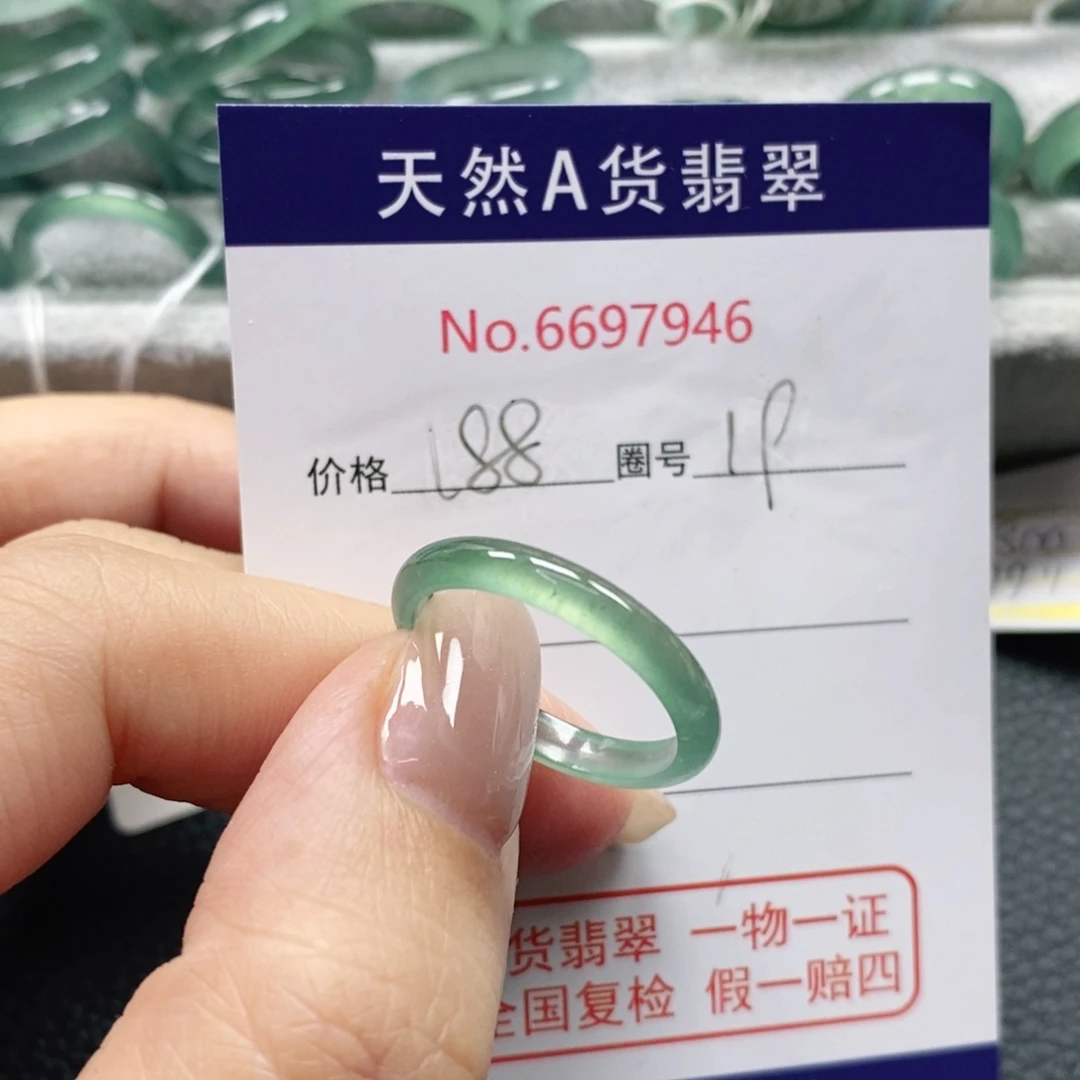 天然A货翡翠
No.6697946
价格 188 圈号
货翡翠 一物一证
全国复检 假一赔四